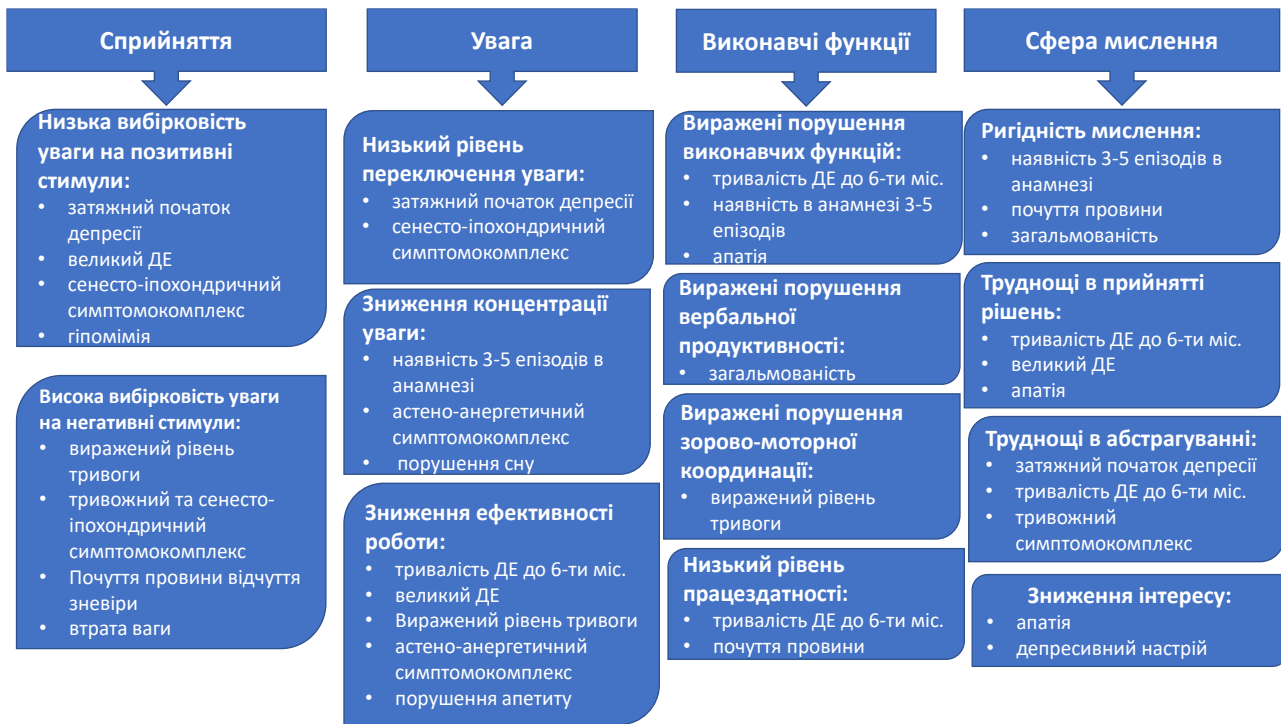 Сприйняття
Низька вибірковість
уваги на позитивні
стимули:
• затяжний початок
депресії
• великий ДЕ
• сенесто-іпохондричний
симптомокомплекс
• гіпомімія
Висока вибірковість уваги
на негативні стимули:
• виражений рівень
тривоги
• тривожний та сенесто-
іпохондричний
симптомокомплекс
• Почуття провини відчуття
зневіри
• втрата ваги
Увага
Низький рівень
переключення уваги:
• затяжний початок депресії
• сенесто-іпохондричний
симптомокомплекс
Зниження концентрації
уваги:
• наявність 3-5 епізодів в
анамнезі
• астено-анергетичний
симптомокомплекс
• порушення сну
Зниження ефективності
роботи:
• тривалість ДЕ до 6-ти міс.
• великий ДЕ
• Виражений рівень тривоги
• астено-анергетичний
симптомокомплекс
• порушення апетиту
Виконавчі функції
Виражені порушення
виконавчих функцій:
• тривалість ДЕ до 6-ти міс.
• наявність в анамнезі 3-5
епізодів
• апатія
Виражені порушення
вербальної
продуктивності:
• загальмованість
Виражені порушення
зорово-моторної
координації:
• виражений рівень
тривоги
Низький рівень
працездатності:
• тривалість ДЕ до 6-ти міс.
• почуття провини
Сфера мислення
Ригідність мислення:
• наявність 3-5 епізодів в
анамнезі
• почуття провини
• загальмованість
Труднощі в прийнятті
рішень:
• тривалість ДЕ до 6-ти міс.
• великий ДЕ
• апатія
Труднощі в абстрагуванні:
• затяжний початок депресії
• тривалість ДЕ до 6-ти міс.
• тривожний
симптомокомплекс
Зниження інтересу:
• апатія
• депресивний настрій